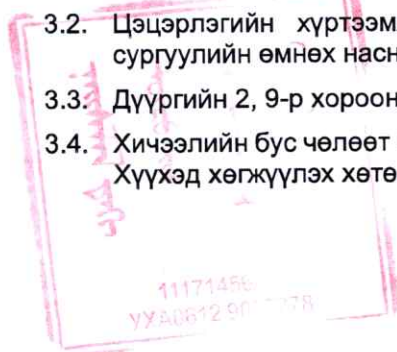 3.2. Цэцэрлэгийн хүртээм
сургуулийн өмнөх насн
3.3. Дүүргийн 2, 9-р хороон
3.4. Хичээлийн бус чөлөөт
Хүүхэд хөгжүүлэх хөтө